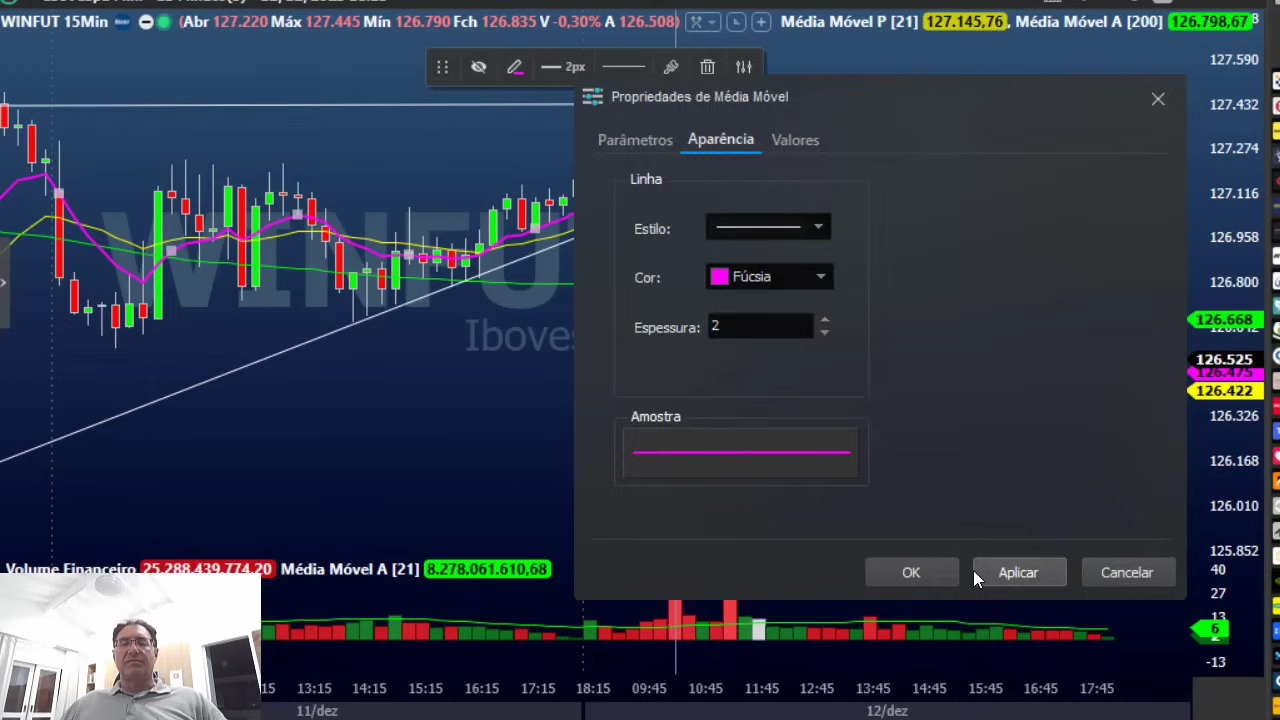 WINFUT 15Min (Abr 127.220 Máx 127.445 Mín 126.790 Fch 126.835 V -0,30% A 126.508) Média Móvel P [21] 127.145,76 , Média Móvel A [200] 126.798,67
2px
Propriedades de Média Móvel
Parâmetros Aparência Valores
Linha
Estilo:
Cor: Fúcsia
Espessura: 2
Amostra
OK Aplicar Cancelar
WINFU
Iboves
127.590
127.432
127.274
127.116
126.958
126.800
126.668
126.525
126.475
126.422
126.326
126.168
126.010
125.852
Volume Financeiro 25.288.439.774,20 Média Móvel A [21] 8.278.061.610,68
40
27
13
6
-13
:15 13:15 14:15 15:15 16:15 17:15 18:15 09:45 10:45 11:45 12:45 13:45 14:45 15:45 16:45 17:45
11/dez 12/dez